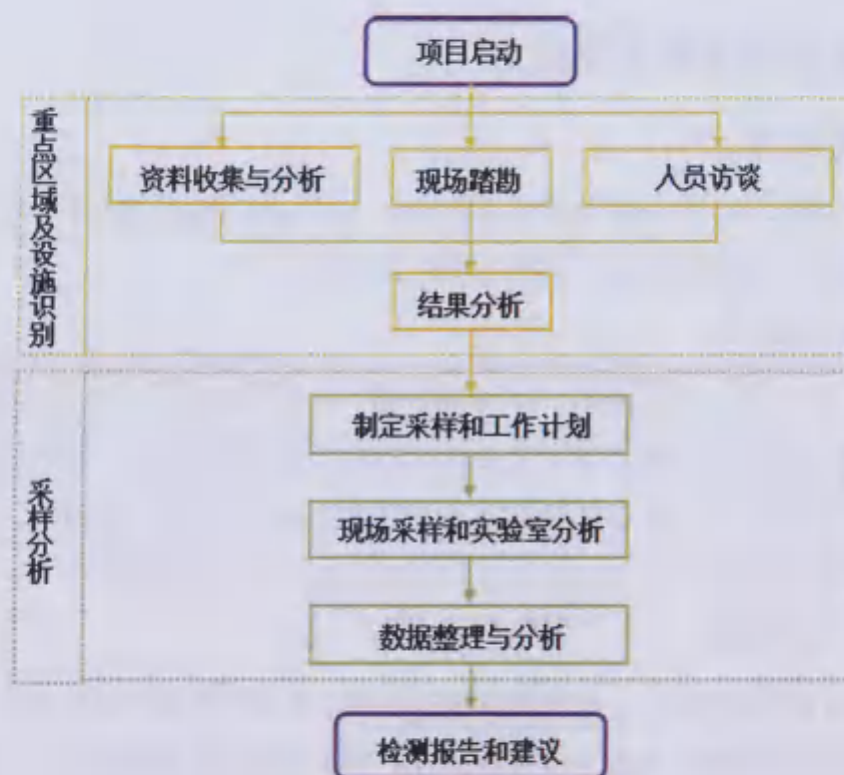 项目启动
重点区域及设施识别
资料收集与分析
现场踏勘
人员访谈
结果分析
采样分析
制定采样和工作计划
现场采样和实验室分析
数据整理与分析
检测报告和建议